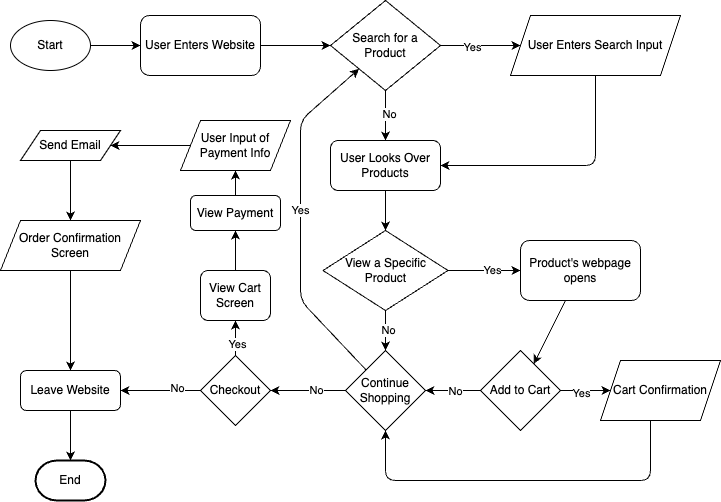 Start
User Enters Website
Search for a
Product
Yes
User Enters Search Input
No
Send Email
User Input of
Payment Info
User Looks Over
Products
View Payment
Yes
Order Confirmation
Screen
View a Specific
Product
Yes
Product's webpage
opens
View Cart
Screen
No
Yes
Leave Website
No
Checkout
No
Continue
Shopping
No
Add to Cart
Yes
Cart Confirmation
End